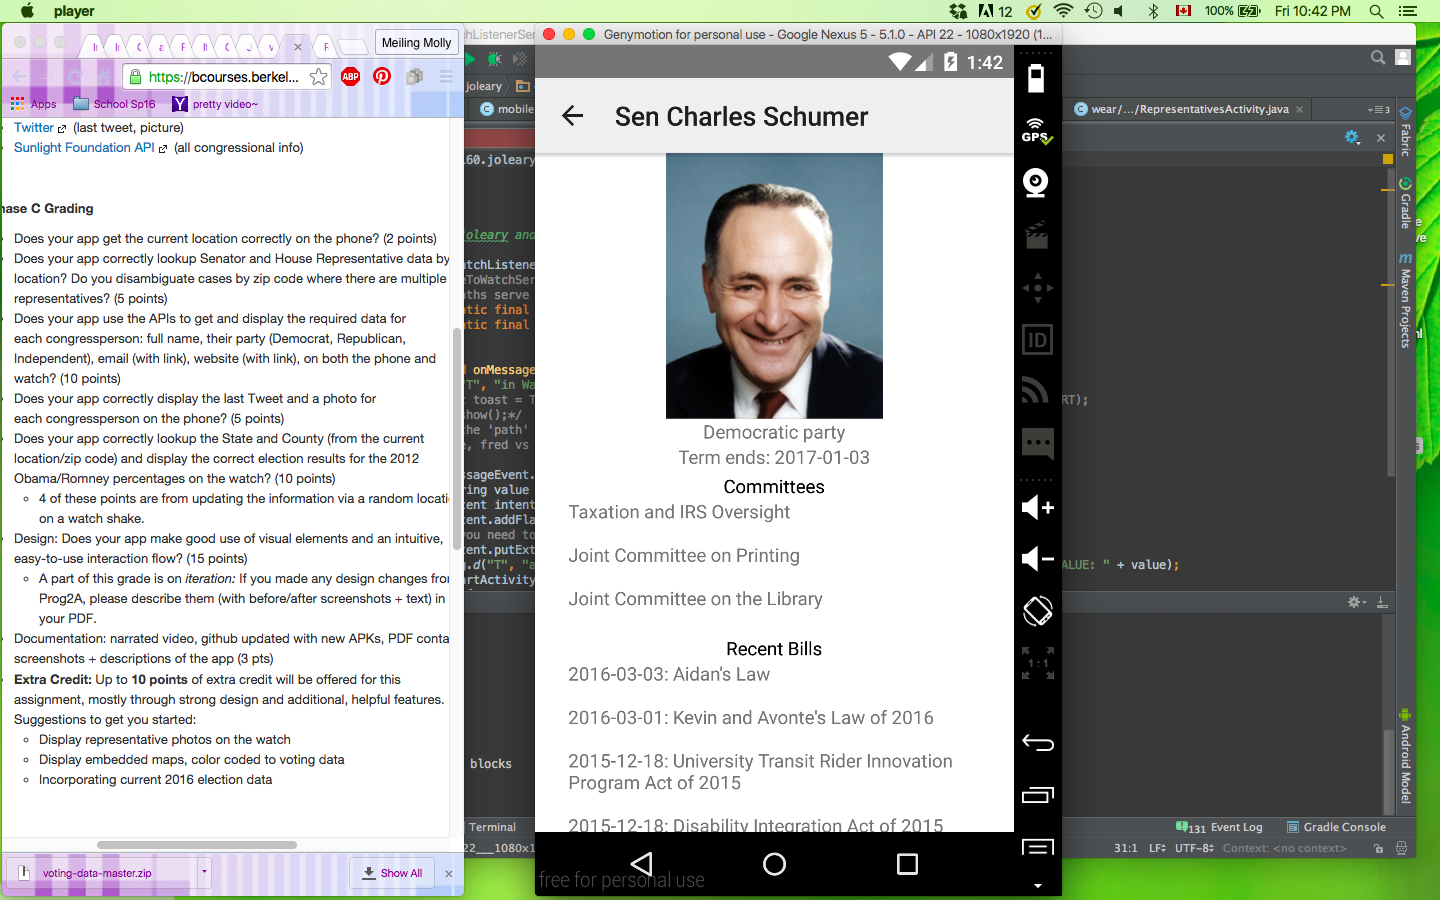 player
12
100%
Fri 10:42 PM
Meiling Molly
https://bcourses.berkel...
ABP
Apps
School Sp16
pretty video~
Twitter (last tweet, picture)
Sunlight Foundation API (all congressional info)
hase C Grading
Does your app get the current location correctly on the phone? (2 points)
Does your app correctly lookup Senator and House Representative data by
location? Do you disambiguate cases by zip code where there are multiple
representatives? (5 points)
Does your app use the APIs to get and display the required data for
each congressperson: full name, their party (Democrat, Republican,
Independent), email (with link), website (with link), on both the phone and
watch? (10 points)
Does your app correctly display the last Tweet and a photo for
each congressperson on the phone? (5 points)
Does your app correctly lookup the State and County (from the current
location/zip code) and display the correct election results for the 2012
Obama/Romney percentages on the watch? (10 points)
4 of these points are from updating the information via a random locati
on a watch shake.
Design: Does your app make good use of visual elements and an intuitive,
easy-to-use interaction flow? (15 points)
A part of this grade is on iteration: If you made any design changes from
Prog2A, please describe them (with before/after screenshots + text) in
your PDF.
Documentation: narrated video, github updated with new APKs, PDF conta
screenshots + descriptions of the app (3 pts)
Extra Credit: Up to 10 points of extra credit will be offered for this
assignment, mostly through strong design and additional, helpful features.
Suggestions to get you started:
Display representative photos on the watch
Display embedded maps, color coded to voting data
Incorporating current 2016 election data
voting-data-master.zip
Show All
tchListenerSer
joleary
mobile
60.joleary
oleary and
tchListene
eToWatchSer
ths serve
tic final
tic final
onMessag
"T", "in Wa
t toast = T
show();*/
the 'path'
e, fred vs
ssageEvent.
ring value
tent intent
tent.addFla
you need to
tent.putExt
g.d("T", "a
artActivity
blocks
Terminal
22___1080x1
Genymotion for personal use - Google Nexus 5 - 5.1.0 - API 22 - 1080x1920 (1...
1:42
Sen Charles Schumer
Democratic party
Term ends: 2017-01-03
Committees
Taxation and IRS Oversight
Joint Committee on Printing
Joint Committee on the Library
Recent Bills
2016-03-03: Aidan's Law
2016-03-01: Kevin and Avonte's Law of 2016
2015-12-18: University Transit Rider Innovation
Program Act of 2015
2015-12-18: Disability Integration Act of 2015
free for personal use
GPS
ID
1:1
wear/.../RepresentativesActivity.java
3
RT);
ALUE: " + value);
Fabric
Gradle
Maven Projects
Android Model
131 Event Log
Gradle Console
31:1 LF UTF-8 Context: <no context>